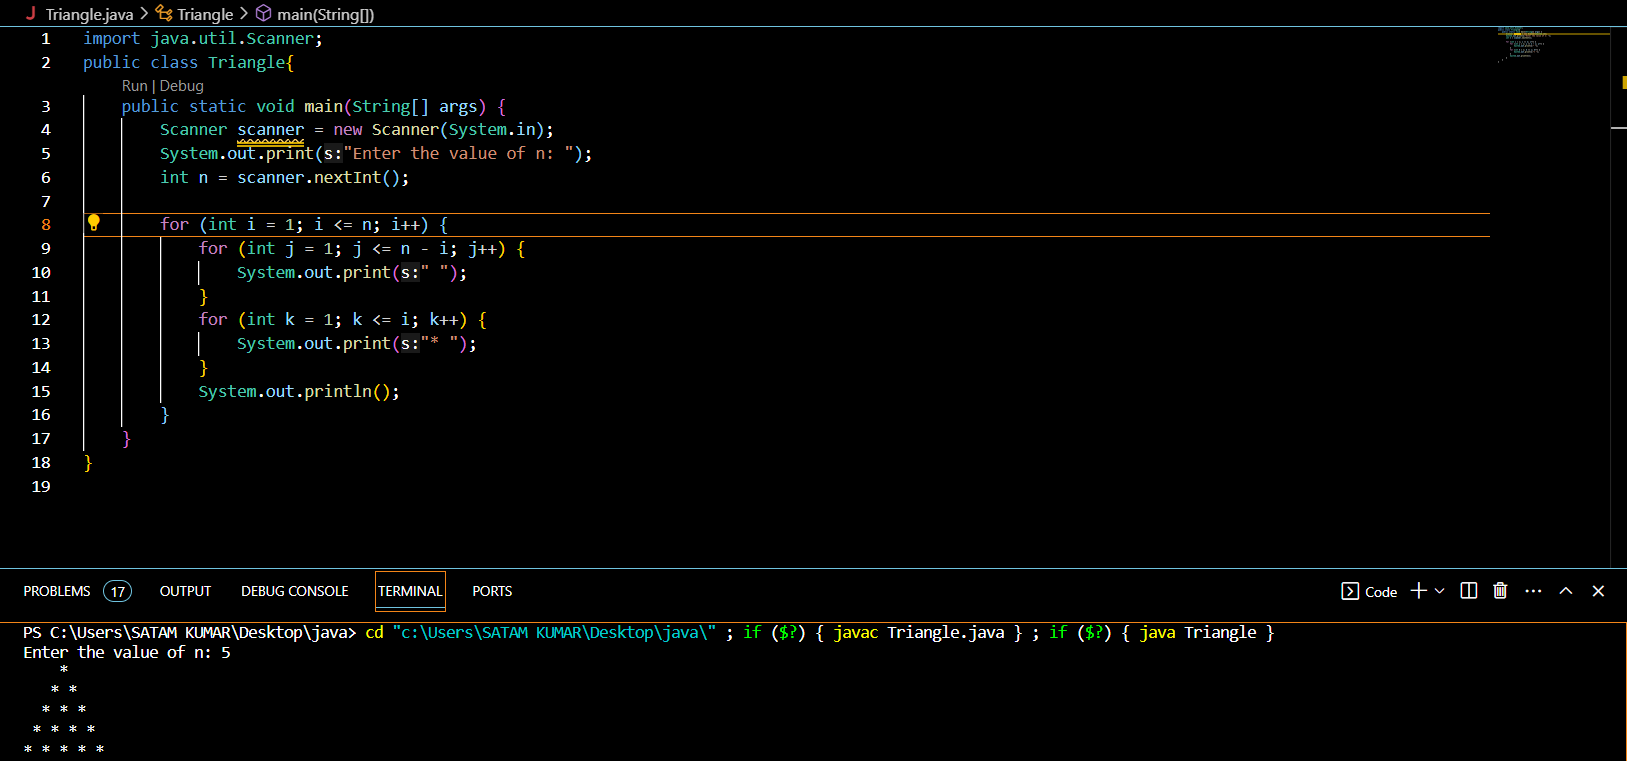 Triangle.java > Triangle > main(String[])
1 import java.util.Scanner;
2 public class Triangle{
Run | Debug
3 public static void main(String[] args) {
4 Scanner scanner = new Scanner(System.in);
5 System.out.print(s:"Enter the value of n: ");
6 int n = scanner.nextInt();
7
8 for (int i = 1; i <= n; i++) {
9 for (int j = 1; j <= n - i; j++) {
10 System.out.print(s:" ");
11 }
12 for (int k = 1; k <= i; k++) {
13 System.out.print(s:"* ");
14 }
15 System.out.println();
16 }
17 }
18 }
19
PROBLEMS 17 OUTPUT DEBUG CONSOLE TERMINAL PORTS Code
PS C:\Users\SATAM KUMAR\Desktop\java> cd "c:\Users\SATAM KUMAR\Desktop\java\" ; if ($?) { javac Triangle.java } ; if ($?) { java Triangle }
Enter the value of n: 5
    *
   * *
  * * *
 * * * *
* * * * *